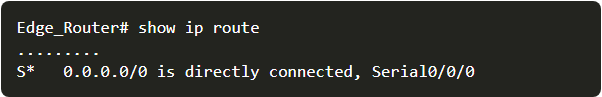 Edge_Router# show ip route
.........
S*   0.0.0.0/0 is directly connected, Serial0/0/0